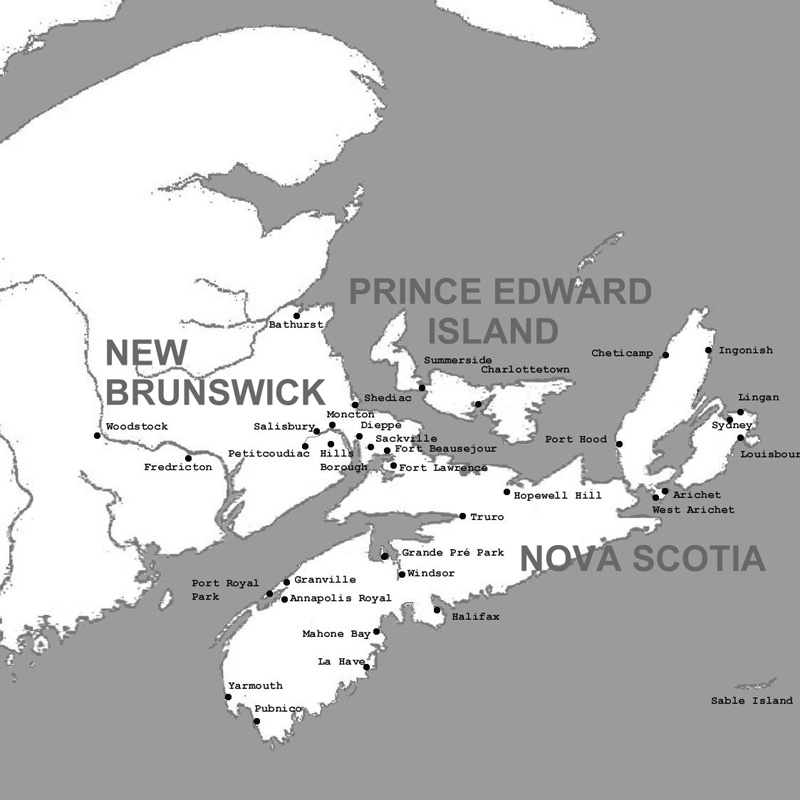 PRINCE EDWARD
ISLAND
Bathurst
NEW
BRUNSWICK
Cheticamp
Ingonish
Summerside
Charlottetown
Shediac
Lingan
Moncton
Woodstock
Salisbury
Dieppe
Sydney
Sackville
Port Hood
Fort Beausejour
Petitcoudiac
Hills
Borough
Louisbour
Fredricton
Fort Lawrence
Hopewell Hill
Arichet
West Arichet
Truro
Grande Pré Park
NOVA SCOTIA
Windsor
Granville
Port Royal
Park
Annapolis Royal
Halifax
Mahone Bay
La Have
Yarmouth
Pubnico
Sable Island